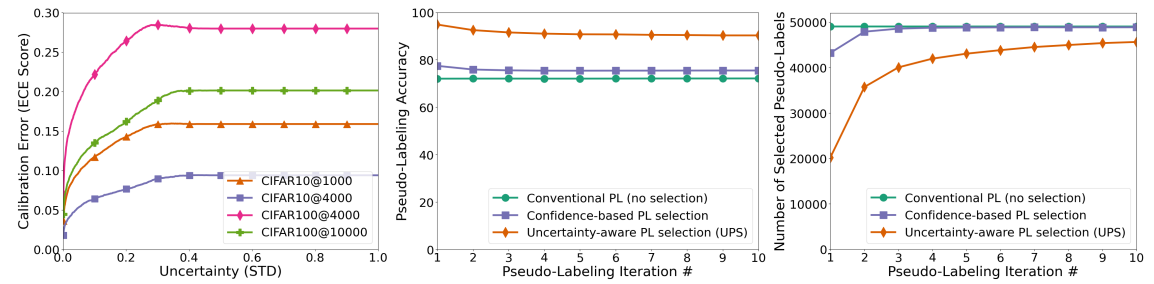 Calibration Error (ECE Score)
0.30
0.25
0.20
0.15
0.10
0.05
0.00
0.0 0.2 0.4 0.6 0.8 1.0
Uncertainty (STD)
CIFAR10@1000
CIFAR10@4000
CIFAR100@4000
CIFAR100@10000
Pseudo-Labeling Accuracy
100
80
60
40
20
0
1 2 3 4 5 6 7 8 9 10
Pseudo-Labeling Iteration #
Conventional PL (no selection)
Confidence-based PL selection
Uncertainty-aware PL selection (UPS)
Number of Selected Pseudo-Labels
50000
40000
30000
20000
10000
0
1 2 3 4 5 6 7 8 9 10
Pseudo-Labeling Iteration #
Conventional PL (no selection)
Confidence-based PL selection
Uncertainty-aware PL selection (UPS)